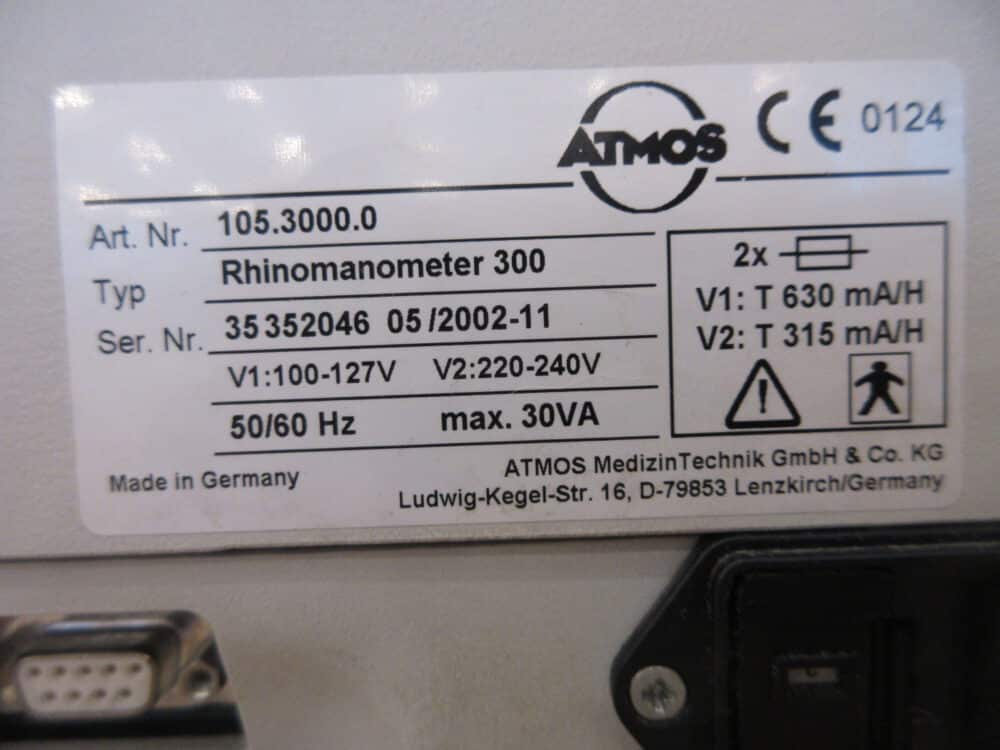 ATMOS CE 0124
Art. Nr. 105.3000.0
Typ Rhinomanometer 300
Ser. Nr. 35352046 05/2002-11
V1:100-127V V2:220-240V
50/60 Hz max. 30VA
2x
V1: T 630 mA/H
V2: T 315 mA/H
!
Made in Germany
ATMOS MedizinTechnik GmbH & Co. KG
Ludwig-Kegel-Str. 16, D-79853 Lenzkirch/Germany